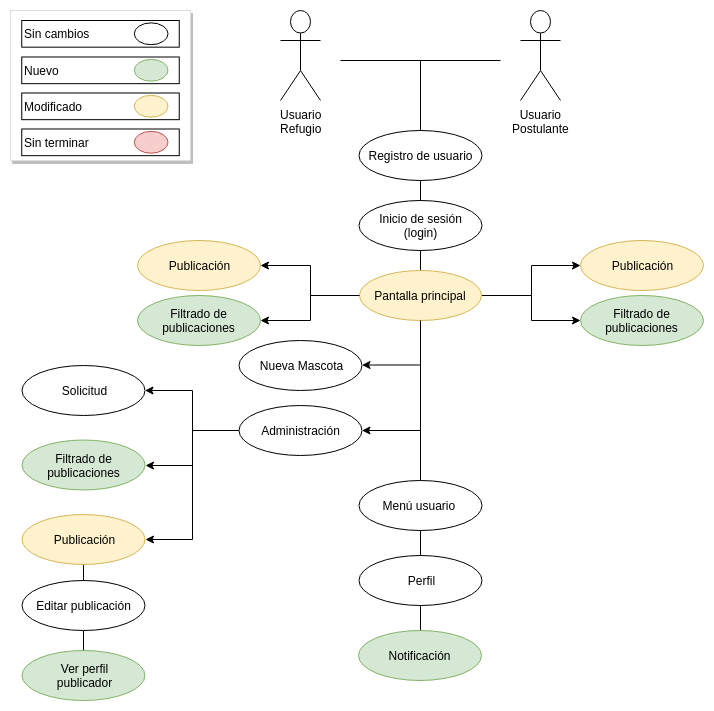 Sin cambios
Nuevo
Modificado
Sin terminar
Usuario
Refugio
Usuario
Postulante
Registro de usuario
Inicio de sesión
(login)
Publicación
Pantalla principal
Publicación
Filtrado de
publicaciones
Filtrado de
publicaciones
Nueva Mascota
Solicitud
Administración
Filtrado de
publicaciones
Menú usuario
Publicación
Perfil
Editar publicación
Notificación
Ver perfil
publicador